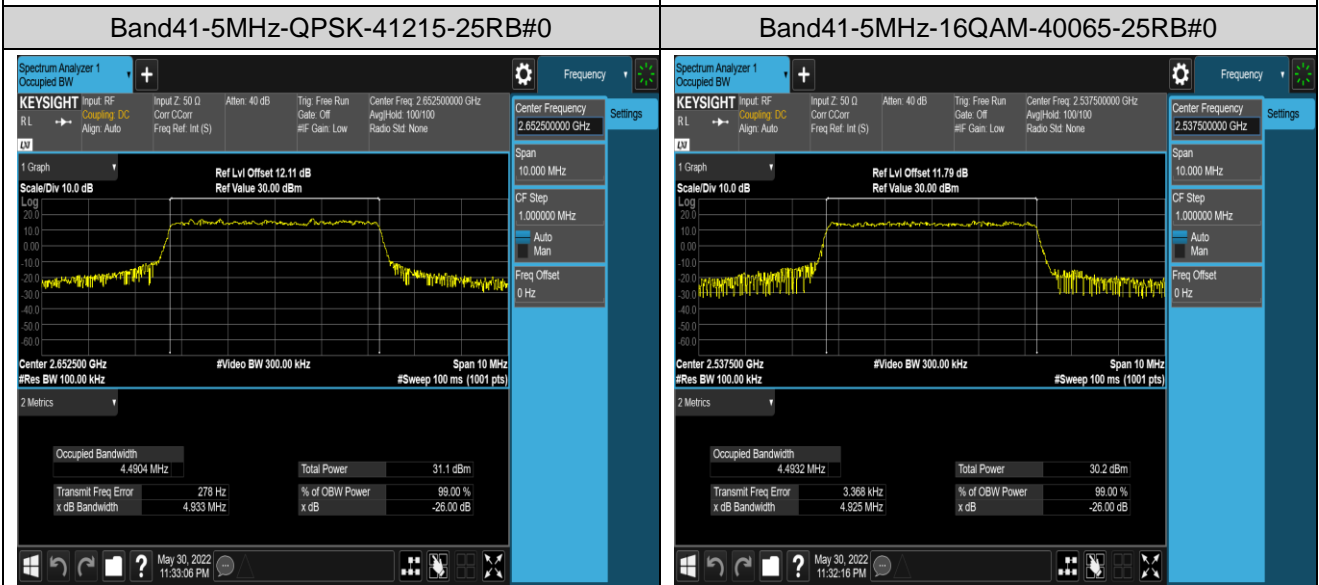 Band41-5MHz-QPSK-41215-25RB#0
Spectrum Analyzer 1
Occupied BW
+
Frequency
KEYSIGHT
RL
Input: RF
Coupling: DC
Align: Auto
Input Z: 50 Ω
Corr CCorr
Freq Ref: Int (S)
Atten: 40 dB
Trig: Free Run
Gate: Off
#IF Gain: Low
Center Freq: 2.652500000 GHz
Avg|Hold: 100/100
Radio Std: None
LXI
Center Frequency
2.652500000 GHz
Settings
Span
10.000 MHz
CF Step
1.000000 MHz
Auto
Man
Freq Offset
0 Hz
1 Graph
Scale/Div 10.0 dB
Ref Lvl Offset 12.11 dB
Ref Value 30.00 dBm
Log
20.0
10.0
0.00
-10.0
-20.0
-30.0
-40.0
-50.0
-60.0
Center 2.652500 GHz
#Res BW 100.00 kHz
#Video BW 300.00 kHz
Span 10 MHz
#Sweep 100 ms (1001 pts)
2 Metrics
Occupied Bandwidth
4.4904 MHz
Total Power 31.1 dBm
Transmit Freq Error 278 Hz
% of OBW Power 99.00 %
x dB Bandwidth 4.933 MHz
x dB -26.00 dB
?
May 30, 2022
11:33:06 PM
Band41-5MHz-16QAM-40065-25RB#0
Spectrum Analyzer 1
Occupied BW
+
Frequency
KEYSIGHT
RL
Input: RF
Coupling: DC
Align: Auto
Input Z: 50 Ω
Corr CCorr
Freq Ref: Int (S)
Atten: 40 dB
Trig: Free Run
Gate: Off
#IF Gain: Low
Center Freq: 2.537500000 GHz
Avg|Hold: 100/100
Radio Std: None
LXI
Center Frequency
2.537500000 GHz
Settings
Span
10.000 MHz
CF Step
1.000000 MHz
Auto
Man
Freq Offset
0 Hz
1 Graph
Scale/Div 10.0 dB
Ref Lvl Offset 11.79 dB
Ref Value 30.00 dBm
Log
20.0
10.0
0.00
-10.0
-20.0
-30.0
-40.0
-50.0
-60.0
Center 2.537500 GHz
#Res BW 100.00 kHz
#Video BW 300.00 kHz
Span 10 MHz
#Sweep 100 ms (1001 pts)
2 Metrics
Occupied Bandwidth
4.4932 MHz
Total Power 30.2 dBm
Transmit Freq Error 3.368 kHz
% of OBW Power 99.00 %
x dB Bandwidth 4.925 MHz
x dB -26.00 dB
?
May 30, 2022
11:32:16 PM